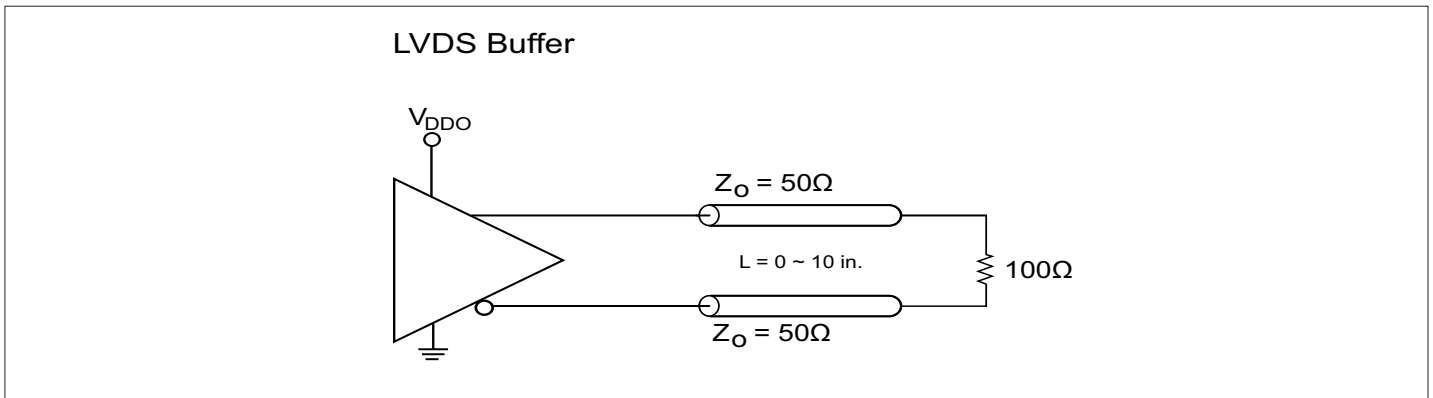 LVDS Buffer
VDDO
ZO = 50Ω
L = 0 ~ 10 in.
100Ω
ZO = 50Ω